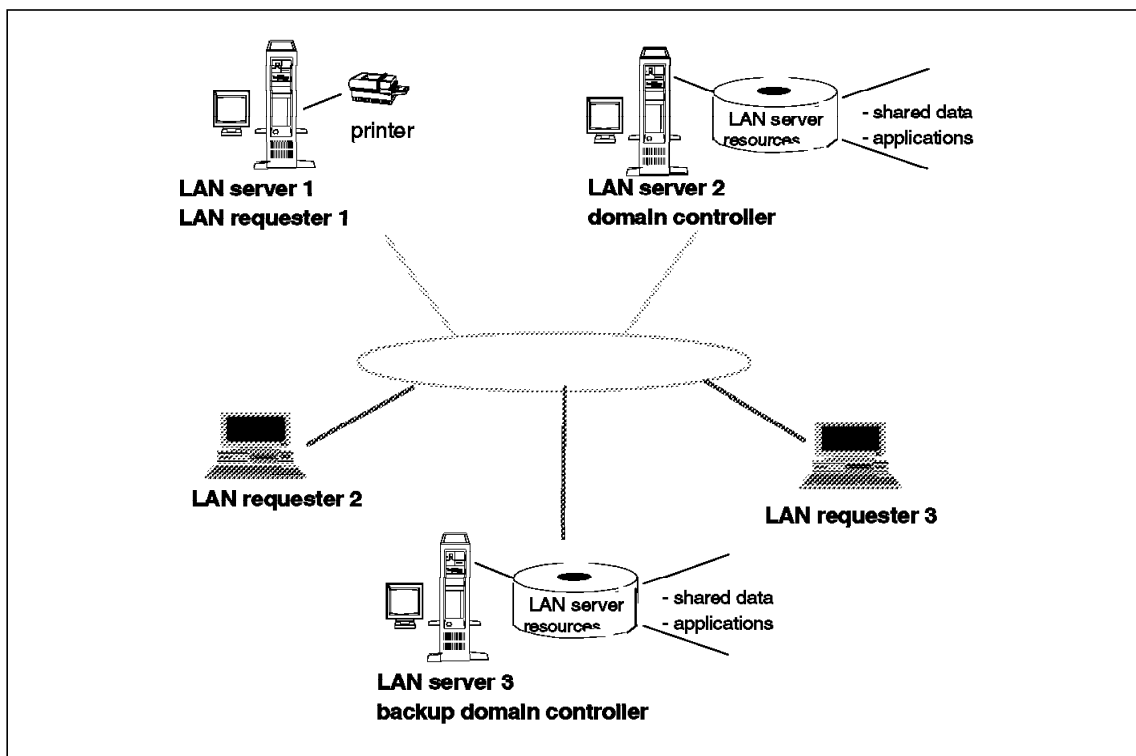 printer
LAN server 1
LAN requester 1
LAN server
resources
- shared data
- applications
LAN server 2
domain controller
LAN requester 2
LAN requester 3
LAN server
resources
- shared data
- applications
LAN server 3
backup domain controller